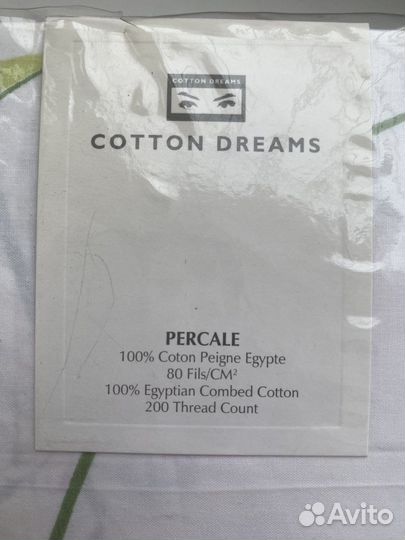 COTTON DREAMS
COTTON DREAMS
PERCALE
100% Coton Peigne Egypte
80 Fils/CM²
100% Egyptian Combed Cotton
200 Thread Count
Avito